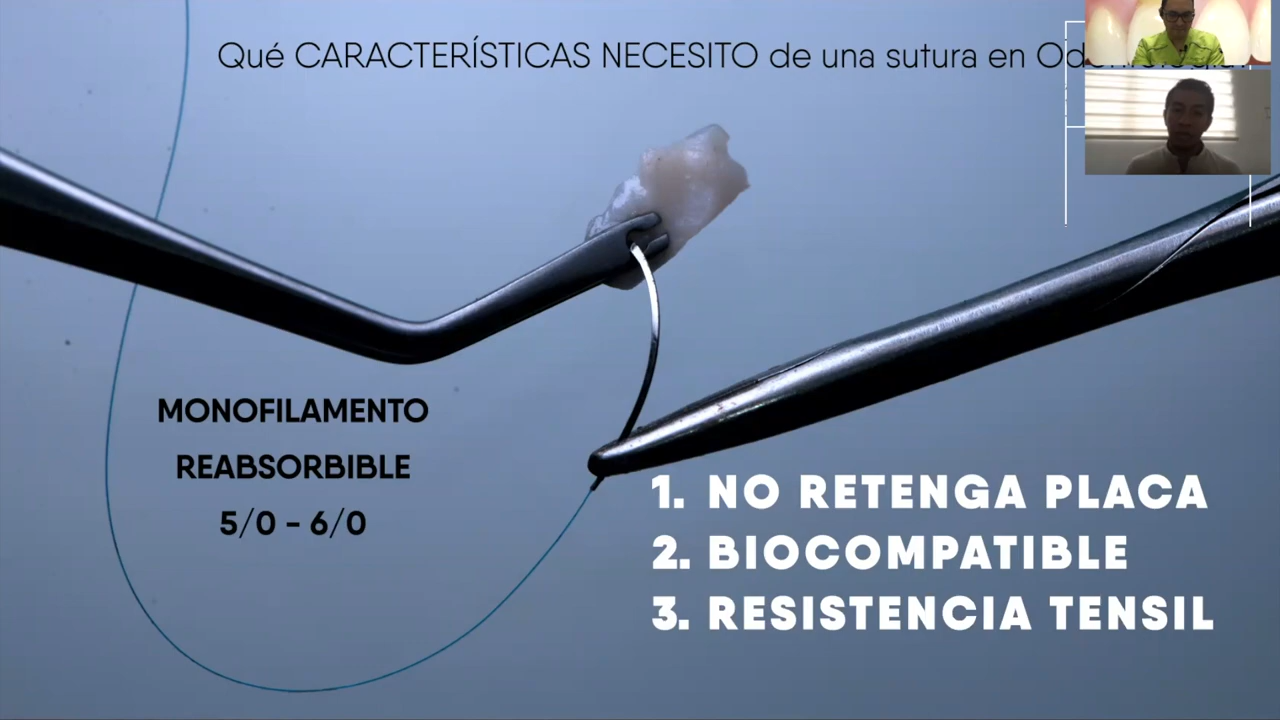 Qué CARACTERÍSTICAS NECESITO de una sutura en
MONOFILAMENTO
REABSORBIBLE
5/0 - 6/0
1. NO RETENGA PLACA
2. BIOCOMPATIBLE
3. RESISTENCIA TENSIL